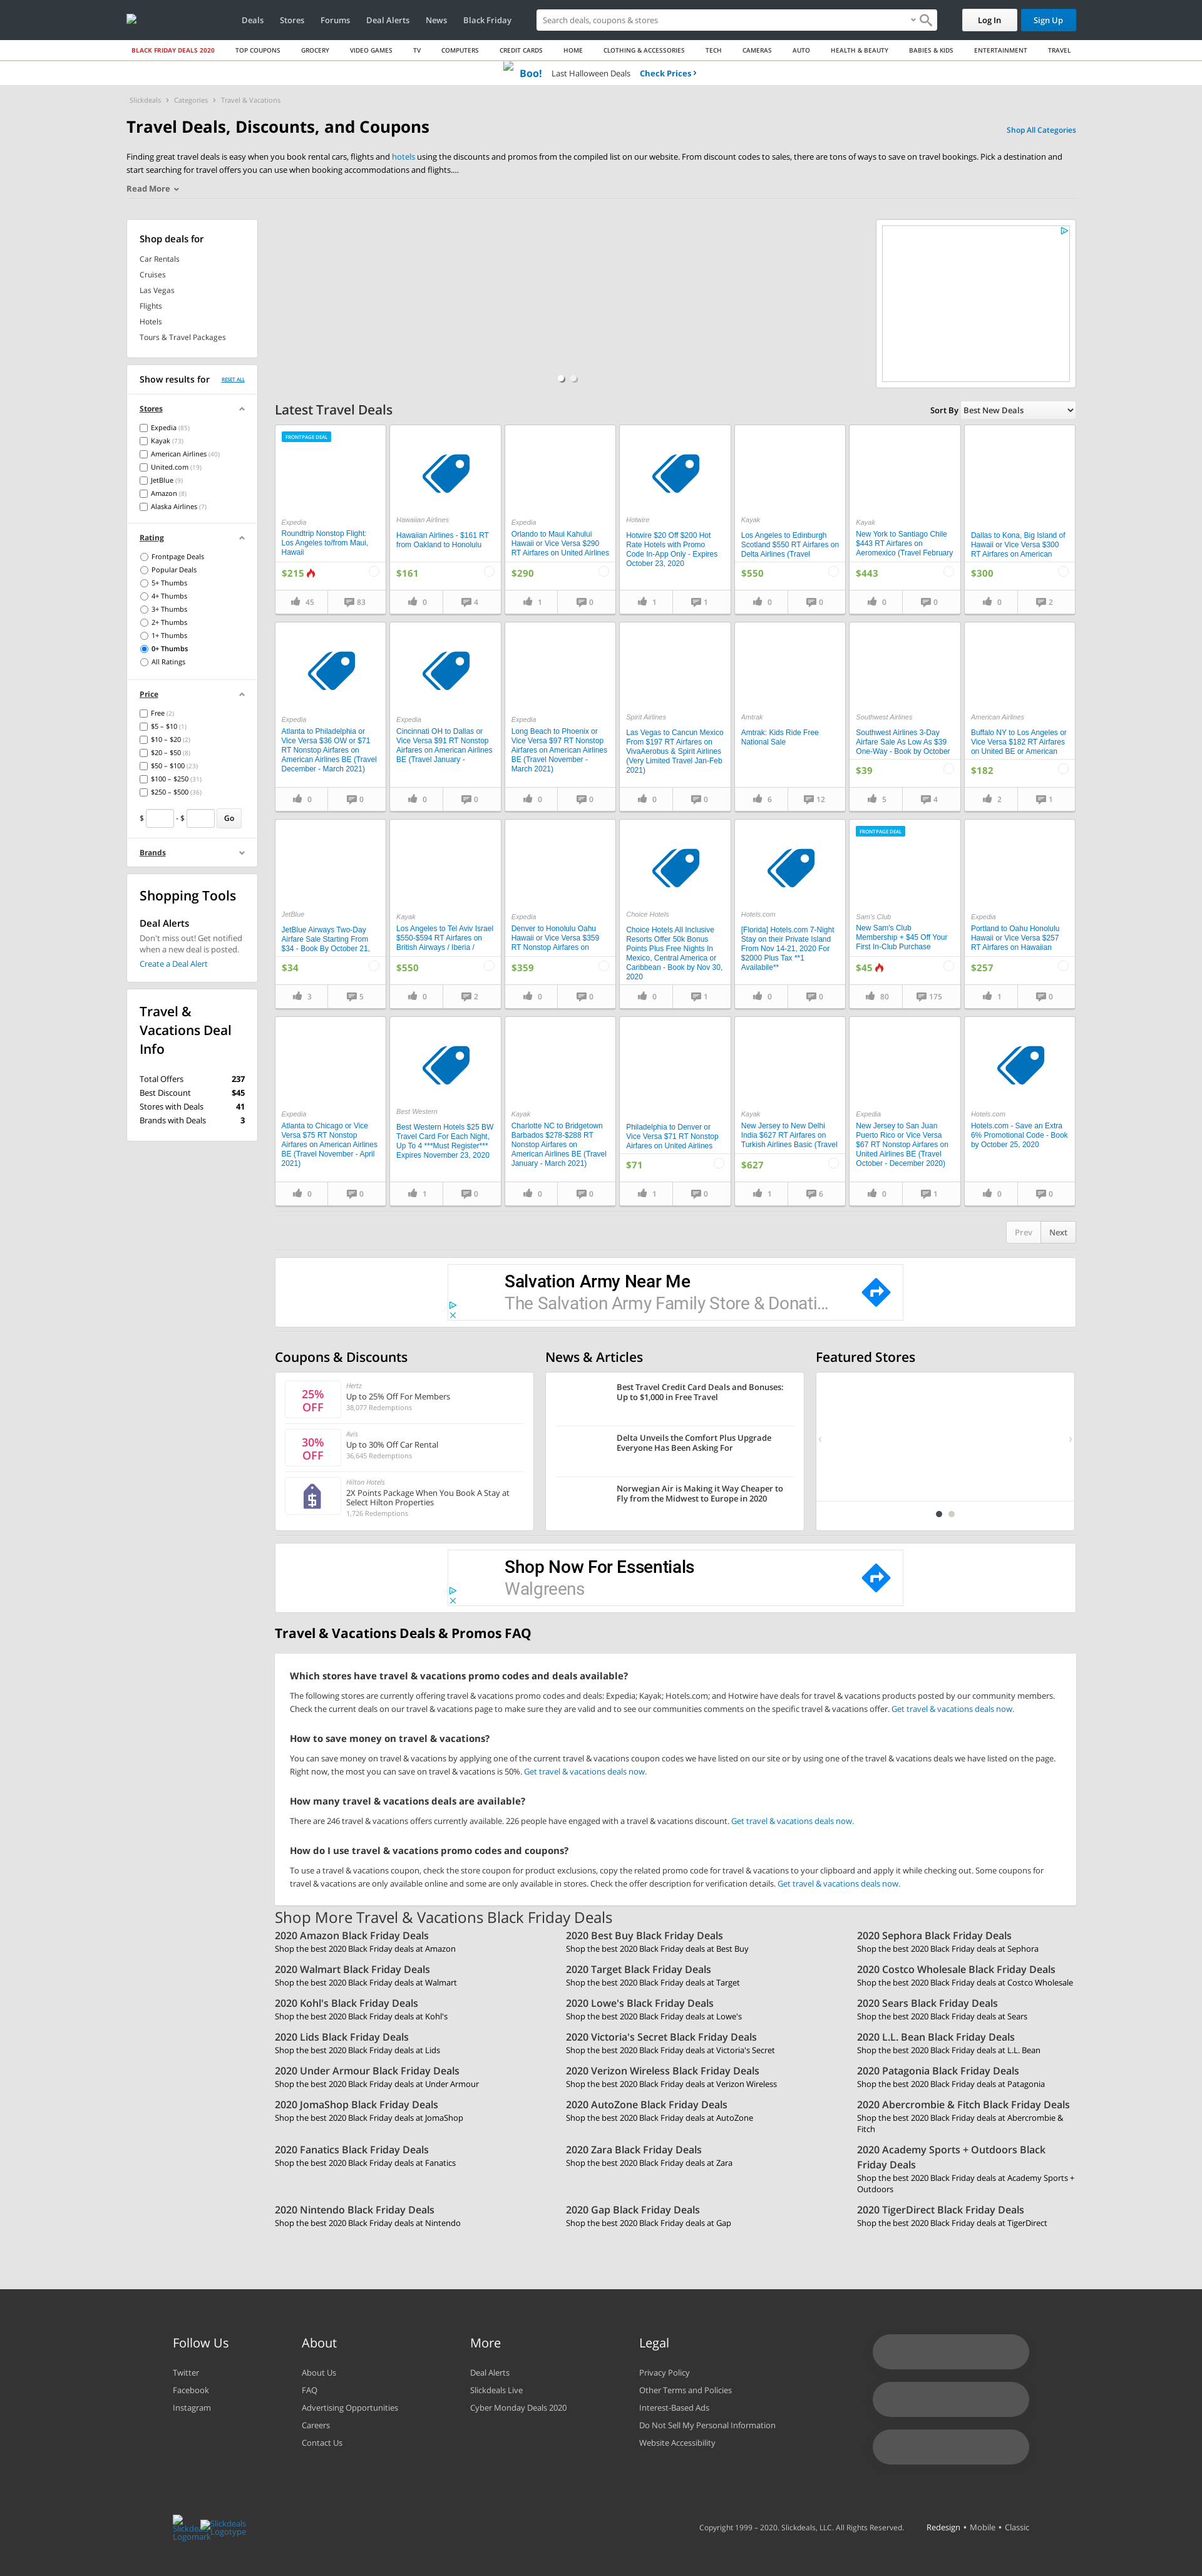 Deals Stores Forums Deal Alerts News Black Friday
Search deals, coupons & stores
Log In
Sign Up
BLACK FRIDAY DEALS 2020 TOP COUPONS GROCERY VIDEO GAMES TV COMPUTERS CREDIT CARDS HOME CLOTHING & ACCESSORIES TECH CAMERAS AUTO HEALTH & BEAUTY BABIES & KIDS ENTERTAINMENT TRAVEL
Boo! Last Halloween Deals Check Prices ›
Slickdeals › Categories › Travel & Vacations
Travel Deals, Discounts, and Coupons
Shop All Categories
Finding great travel deals is easy when you book rental cars, flights and hotels using the discounts and promos from the compiled list on our website. From discount codes to sales, there are tons of ways to save on travel bookings. Pick a destination and
start searching for travel offers you can use when booking accommodations and flights....
Read More
Shop deals for
Car Rentals
Cruises
Las Vegas
Flights
Hotels
Tours & Travel Packages
Show results for RESET ALL
Stores
Expedia (85)
Kayak (73)
American Airlines (40)
United.com (19)
JetBlue (9)
Amazon (8)
Alaska Airlines (7)
Rating
Frontpage Deals
Popular Deals
5+ Thumbs
4+ Thumbs
3+ Thumbs
2+ Thumbs
1+ Thumbs
0+ Thumbs
All Ratings
Price
Free (2)
$5 – $10 (1)
$10 – $20 (2)
$20 – $50 (8)
$50 – $100 (23)
$100 – $250 (31)
$250 – $500 (36)
$ - $ Go
Brands
Shopping Tools
Deal Alerts
Don't miss out! Get notified
when a new deal is posted.
Create a Deal Alert
Travel &
Vacations Deal
Info
Total Offers 237
Best Discount $45
Stores with Deals 41
Brands with Deals 3
Latest Travel Deals
Sort By Best New Deals
FRONTPAGE DEAL
Expedia
Roundtrip Nonstop Flight:
Los Angeles to/from Maui,
Hawaii
$215
45 83
Hawaiian Airlines
Hawaiian Airlines - $161 RT
from Oakland to Honolulu
$161
0 4
Expedia
Orlando to Maui Kahului
Hawaii or Vice Versa $290
RT Airfares on United Airlines
$290
1 0
Hotwire
Hotwire $20 Off $200 Hot
Rate Hotels with Promo
Code In-App Only - Expires
October 23, 2020
1 1
Kayak
Los Angeles to Edinburgh
Scotland $550 RT Airfares on
Delta Airlines (Travel
$550
0 0
Kayak
New York to Santiago Chile
$443 RT Airfares on
Aeromexico (Travel February
$443
0 0
Dallas to Kona, Big Island of
Hawaii or Vice Versa $300
RT Airfares on American
$300
0 2
Expedia
Atlanta to Philadelphia or
Vice Versa $36 OW or $71
RT Nonstop Airfares on
American Airlines BE (Travel
December - March 2021)
0 0
Expedia
Cincinnati OH to Dallas or
Vice Versa $91 RT Nonstop
Airfares on American Airlines
BE (Travel January -
0 0
Expedia
Long Beach to Phoenix or
Vice Versa $97 RT Nonstop
Airfares on American Airlines
BE (Travel November -
March 2021)
0 0
Spirit Airlines
Las Vegas to Cancun Mexico
From $197 RT Airfares on
VivaAerobus & Spirit Airlines
(Very Limited Travel Jan-Feb
2021)
0 0
Amtrak
Amtrak: Kids Ride Free
National Sale
6 12
Southwest Airlines
Southwest Airlines 3-Day
Airfare Sale As Low As $39
One-Way - Book by October
$39
5 4
American Airlines
Buffalo NY to Los Angeles or
Vice Versa $182 RT Airfares
on United BE or American
$182
2 1
JetBlue
JetBlue Airways Two-Day
Airfare Sale Starting From
$34 - Book By October 21,
$34
3 5
Kayak
Los Angeles to Tel Aviv Israel
$550-$594 RT Airfares on
British Airways / Iberia /
$550
0 2
Expedia
Denver to Honolulu Oahu
Hawaii or Vice Versa $359
RT Nonstop Airfares on
$359
0 0
Choice Hotels
Choice Hotels All Inclusive
Resorts Offer 50k Bonus
Points Plus Free Nights In
Mexico, Central America or
Caribbean - Book by Nov 30,
2020
0 1
Hotels.com
[Florida] Hotels.com 7-Night
Stay on their Private Island
From Nov 14-21, 2020 For
$2000 Plus Tax **1
Availabile**
0 0
FRONTPAGE DEAL
Sam's Club
New Sam's Club
Membership + $45 Off Your
First In-Club Purchase
$45
80 175
Expedia
Portland to Oahu Honolulu
Hawaii or Vice Versa $257
RT Airfares on Hawaiian
$257
1 0
Expedia
Atlanta to Chicago or Vice
Versa $75 RT Nonstop
Airfares on American Airlines
BE (Travel November - April
2021)
0 0
Best Western
Best Western Hotels $25 BW
Travel Card For Each Night,
Up To 4 ***Must Register***
Expires November 23, 2020
1 0
Kayak
Charlotte NC to Bridgetown
Barbados $278-$288 RT
Nonstop Airfares on
American Airlines BE (Travel
January - March 2021)
0 0
Philadelphia to Denver or
Vice Versa $71 RT Nonstop
Airfares on United Airlines
$71
1 0
Kayak
New Jersey to New Delhi
India $627 RT Airfares on
Turkish Airlines Basic (Travel
$627
1 6
Expedia
New Jersey to San Juan
Puerto Rico or Vice Versa
$67 RT Nonstop Airfares on
United Airlines BE (Travel
October - December 2020)
0 1
Hotels.com
Hotels.com - Save an Extra
6% Promotional Code - Book
by October 25, 2020
0 0
Prev Next
Salvation Army Near Me
The Salvation Army Family Store & Donati...
Coupons & Discounts
25%
OFF
Hertz
Up to 25% Off For Members
38,077 Redemptions
30%
OFF
Avis
Up to 30% Off Car Rental
36,645 Redemptions
Hilton Hotels
2X Points Package When You Book A Stay at
Select Hilton Properties
1,726 Redemptions
News & Articles
Best Travel Credit Card Deals and Bonuses:
Up to $1,000 in Free Travel
Delta Unveils the Comfort Plus Upgrade
Everyone Has Been Asking For
Norwegian Air is Making it Way Cheaper to
Fly from the Midwest to Europe in 2020
Featured Stores
Shop Now For Essentials
Walgreens
Travel & Vacations Deals & Promos FAQ
Which stores have travel & vacations promo codes and deals available?
The following stores are currently offering travel & vacations promo codes and deals: Expedia; Kayak; Hotels.com; and Hotwire have deals for travel & vacations products posted by our community members.
Check the current deals on our travel & vacations page to make sure they are valid and to see our communities comments on the specific travel & vacations offer. Get travel & vacations deals now.
How to save money on travel & vacations?
You can save money on travel & vacations by applying one of the current travel & vacations coupon codes we have listed on our site or by using one of the travel & vacations deals we have listed on the page.
Right now, the most you can save on travel & vacations is 50%. Get travel & vacations deals now.
How many travel & vacations deals are available?
There are 246 travel & vacations offers currently available. 226 people have engaged with a travel & vacations discount. Get travel & vacations deals now.
How do I use travel & vacations promo codes and coupons?
To use a travel & vacations coupon, check the store coupon for product exclusions, copy the related promo code for travel & vacations to your clipboard and apply it while checking out. Some coupons for
travel & vacations are only available online and some are only available in stores. Check the offer description for verification details. Get travel & vacations deals now.
Shop More Travel & Vacations Black Friday Deals
2020 Amazon Black Friday Deals
Shop the best 2020 Black Friday deals at Amazon
2020 Best Buy Black Friday Deals
Shop the best 2020 Black Friday deals at Best Buy
2020 Sephora Black Friday Deals
Shop the best 2020 Black Friday deals at Sephora
2020 Walmart Black Friday Deals
Shop the best 2020 Black Friday deals at Walmart
2020 Target Black Friday Deals
Shop the best 2020 Black Friday deals at Target
2020 Costco Wholesale Black Friday Deals
Shop the best 2020 Black Friday deals at Costco Wholesale
2020 Kohl's Black Friday Deals
Shop the best 2020 Black Friday deals at Kohl's
2020 Lowe's Black Friday Deals
Shop the best 2020 Black Friday deals at Lowe's
2020 Sears Black Friday Deals
Shop the best 2020 Black Friday deals at Sears
2020 Lids Black Friday Deals
Shop the best 2020 Black Friday deals at Lids
2020 Victoria's Secret Black Friday Deals
Shop the best 2020 Black Friday deals at Victoria's Secret
2020 L.L. Bean Black Friday Deals
Shop the best 2020 Black Friday deals at L.L. Bean
2020 Under Armour Black Friday Deals
Shop the best 2020 Black Friday deals at Under Armour
2020 Verizon Wireless Black Friday Deals
Shop the best 2020 Black Friday deals at Verizon Wireless
2020 Patagonia Black Friday Deals
Shop the best 2020 Black Friday deals at Patagonia
2020 JomaShop Black Friday Deals
Shop the best 2020 Black Friday deals at JomaShop
2020 AutoZone Black Friday Deals
Shop the best 2020 Black Friday deals at AutoZone
2020 Abercrombie & Fitch Black Friday Deals
Shop the best 2020 Black Friday deals at Abercrombie &
Fitch
2020 Fanatics Black Friday Deals
Shop the best 2020 Black Friday deals at Fanatics
2020 Zara Black Friday Deals
Shop the best 2020 Black Friday deals at Zara
2020 Academy Sports + Outdoors Black
Friday Deals
Shop the best 2020 Black Friday deals at Academy Sports +
Outdoors
2020 Nintendo Black Friday Deals
Shop the best 2020 Black Friday deals at Nintendo
2020 Gap Black Friday Deals
Shop the best 2020 Black Friday deals at Gap
2020 TigerDirect Black Friday Deals
Shop the best 2020 Black Friday deals at TigerDirect
Follow Us
Twitter
Facebook
Instagram
About
About Us
FAQ
Advertising Opportunities
Careers
Contact Us
More
Deal Alerts
Slickdeals Live
Cyber Monday Deals 2020
Legal
Privacy Policy
Other Terms and Policies
Interest-Based Ads
Do Not Sell My Personal Information
Website Accessibility
Slickdeals
Logomark
Slickdeals
Logotype
Copyright 1999 – 2020. Slickdeals, LLC. All Rights Reserved.
Redesign • Mobile • Classic